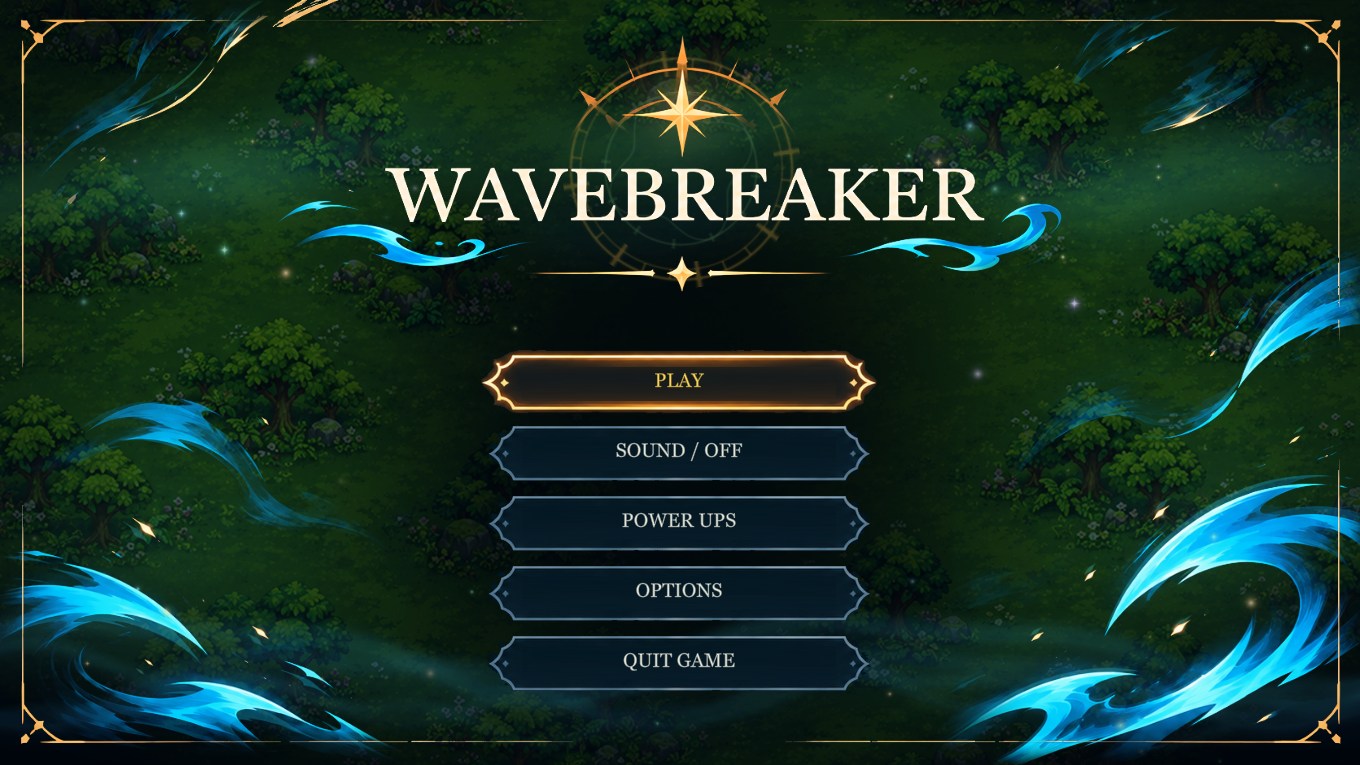 WAVEBREAKER
PLAY
SOUND / OFF
POWER UPS
OPTIONS
QUIT GAME